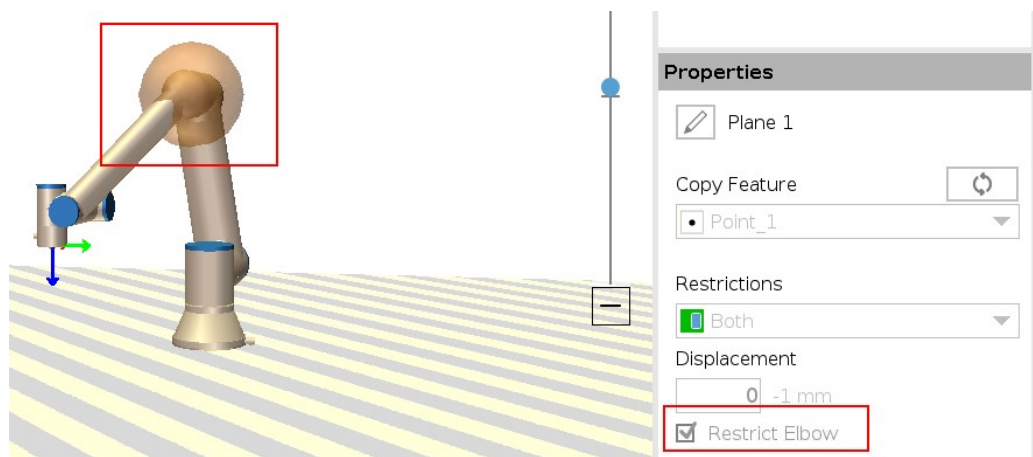 Properties
Plane 1
Copy Feature
Point_1
Restrictions
Both
Displacement
0 -1 mm
Restrict Elbow